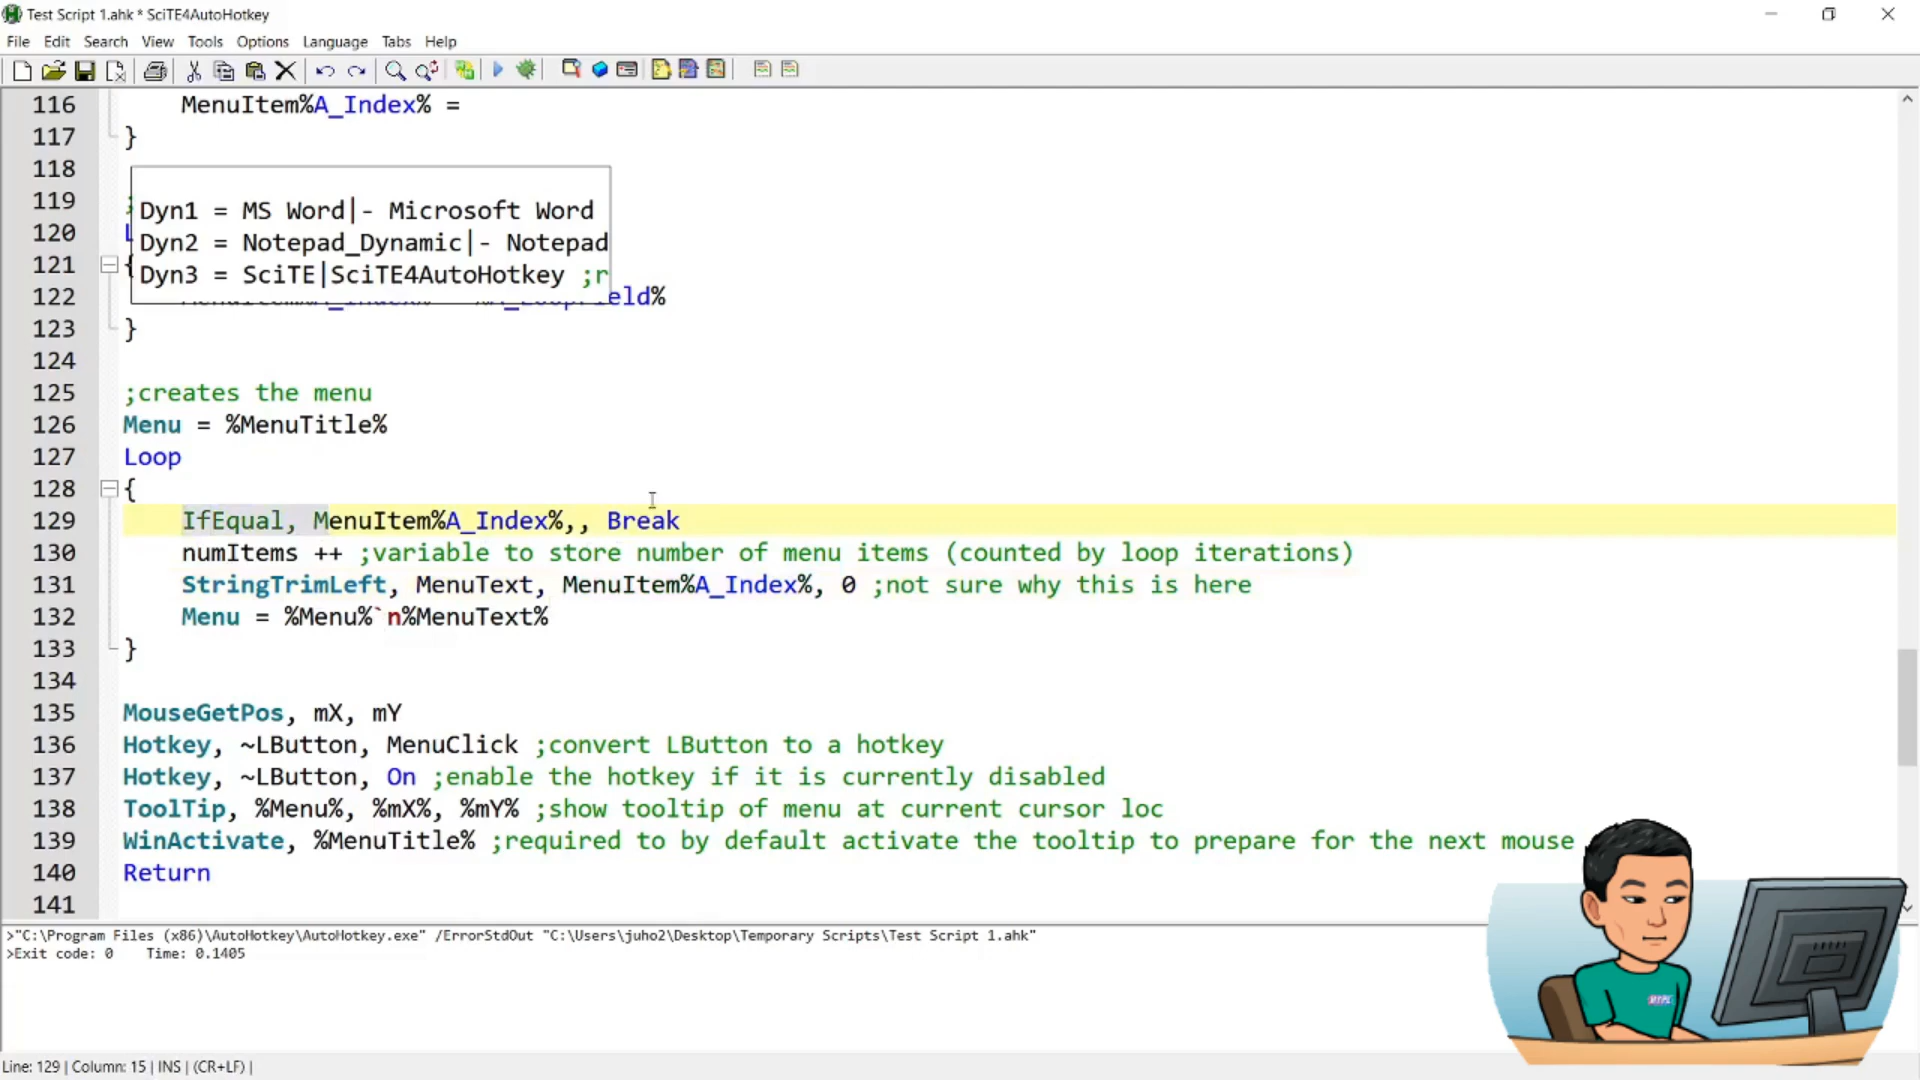 Test Script 1.ahk * SciTE4AutoHotkey
File Edit Search View Tools Options Language Tabs Help
116 MenuItem%A_Index% =
117 }
118
119
120
121 {
122 eld%
Dyn1 = MS Word|- Microsoft Word
Dyn2 = Notepad_Dynamic|- Notepad
Dyn3 = SciTE|SciTE4AutoHotkey ;r
123 }
124
125 ;creates the menu
126 Menu = %MenuTitle%
127 Loop
128 {
129 IfEqual, MenuItem%A_Index%,, Break
130 numItems ++ ;variable to store number of menu items (counted by loop iterations)
131 StringTrimLeft, MenuText, MenuItem%A_Index%, 0 ;not sure why this is here
132 Menu = %Menu%`n%MenuText%
133 }
134
135 MouseGetPos, mX, mY
136 Hotkey, ~LButton, MenuClick ;convert LButton to a hotkey
137 Hotkey, ~LButton, On ;enable the hotkey if it is currently disabled
138 ToolTip, %Menu%, %mX%, %mY% ;show tooltip of menu at current cursor loc
139 WinActivate, %MenuTitle% ;required to by default activate the tooltip to prepare for the next mouse
140 Return
141
>"C:\Program Files (x86)\AutoHotkey\AutoHotkey.exe" /ErrorStdOut "C:\Users\juho2\Desktop\Temporary Scripts\Test Script 1.ahk"
>Exit code: 0 Time: 0.1405
Line: 129 | Column: 15 | INS | (CR+LF) |